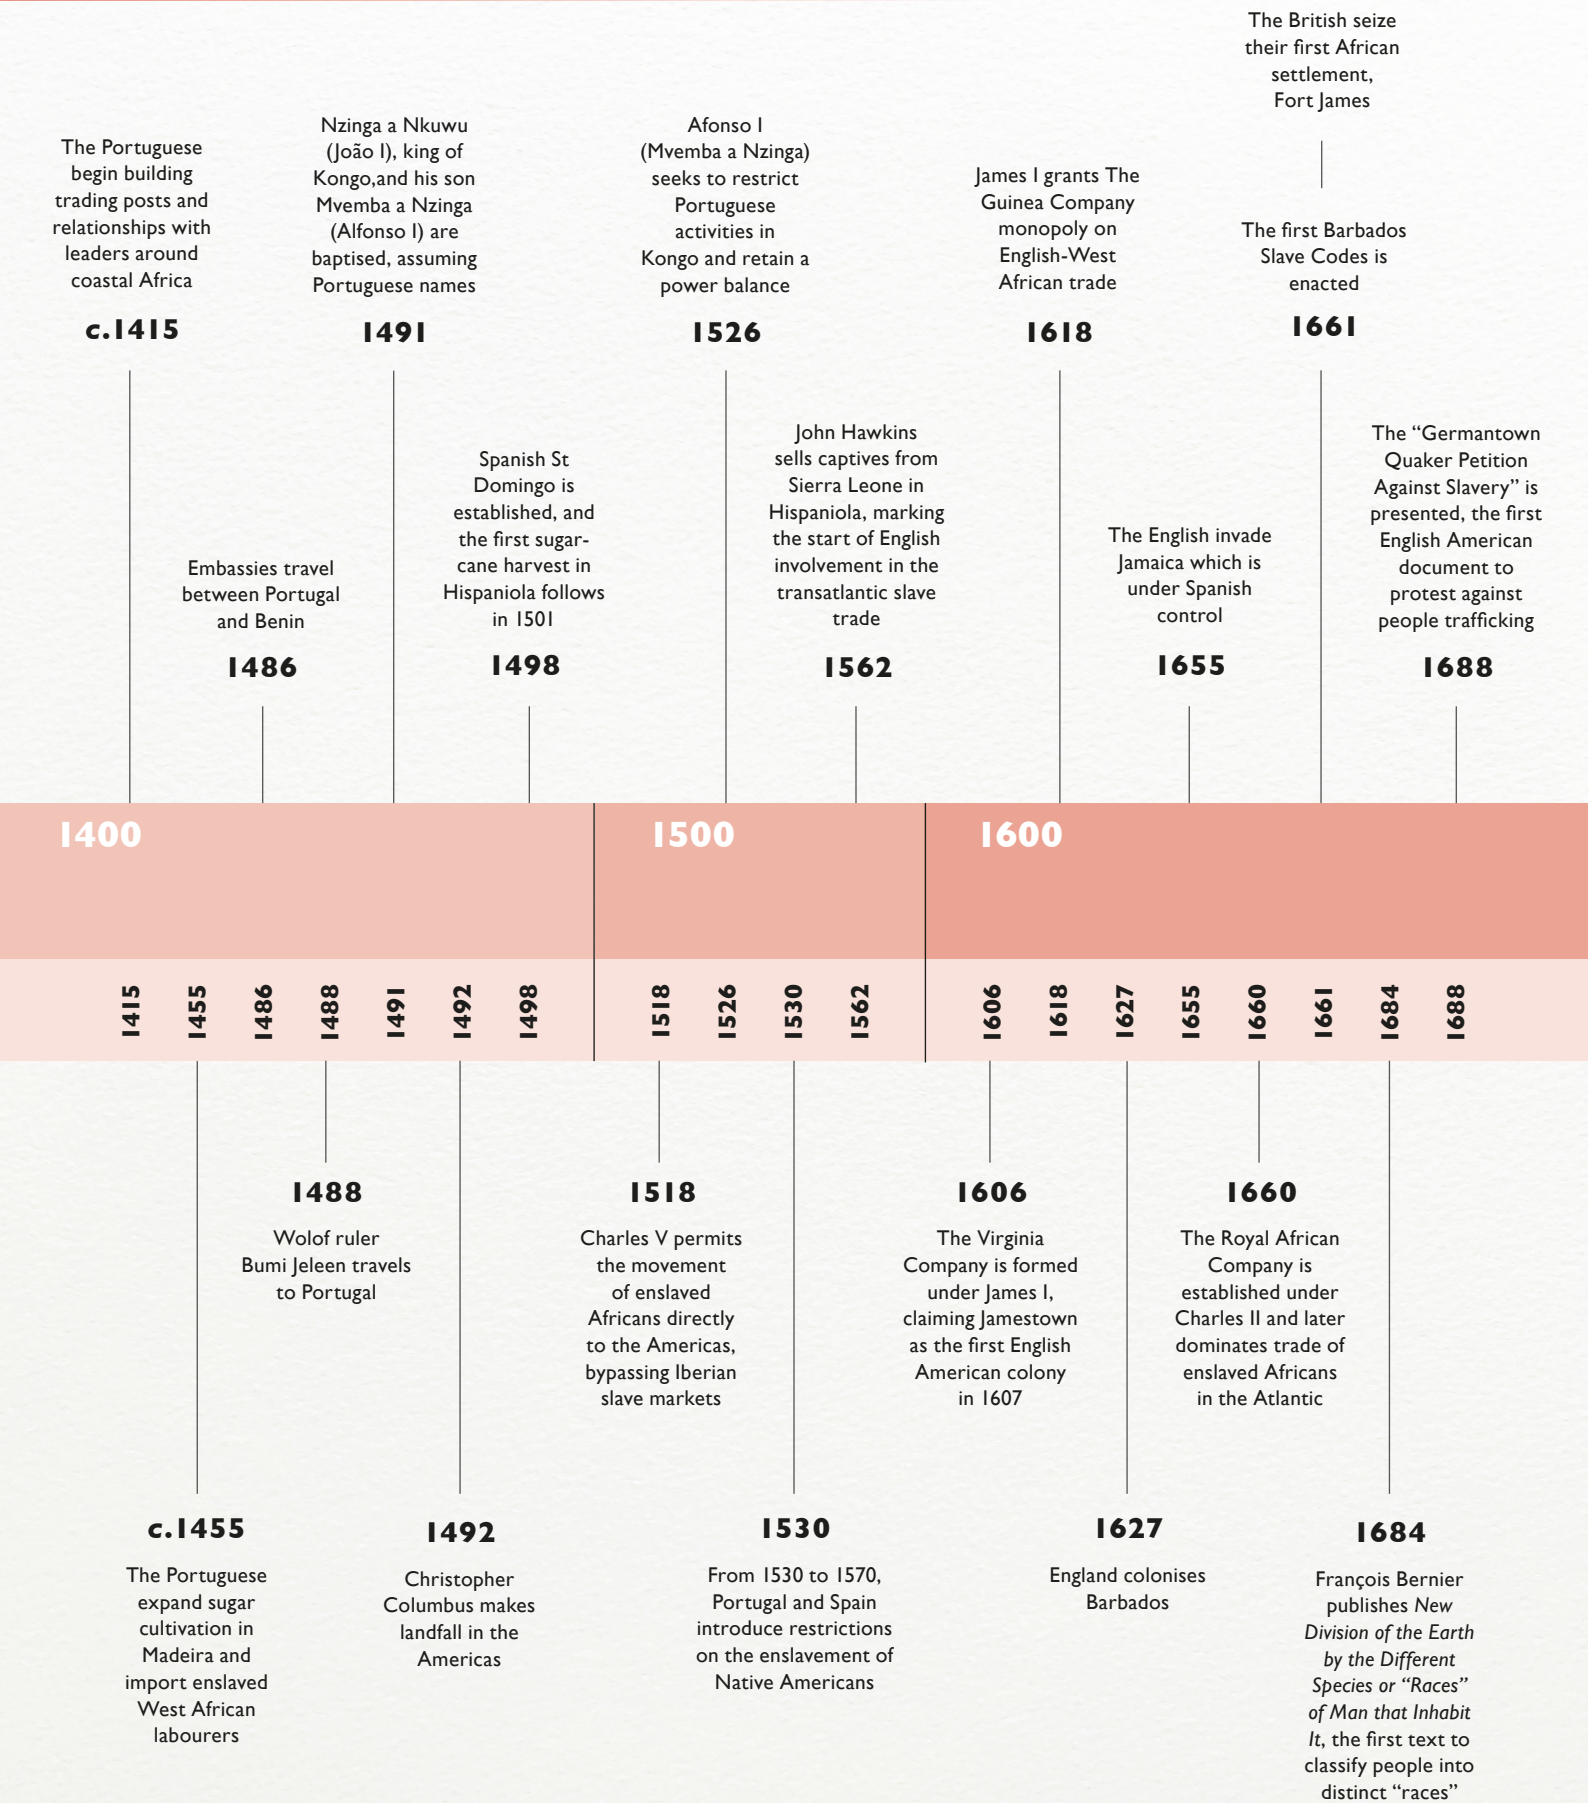 The Portuguese
begin building
trading posts and
relationships with
leaders around
coastal Africa
c.1415
Nzinga a Nkuwu
(João I), king of
Kongo,and his son
Mvemba a Nzinga
(Alfonso I) are
baptised, assuming
Portuguese names
1491
Afonso I
(Mvemba a Nzinga)
seeks to restrict
Portuguese
activities in
Kongo and retain a
power balance
1526
James I grants The
Guinea Company
monopoly on
English-West
African trade
1618
The British seize
their first African
settlement,
Fort James
The first Barbados
Slave Codes is
enacted
1661
Embassies travel
between Portugal
and Benin
1486
Spanish St
Domingo is
established, and
the first sugar-
cane harvest in
Hispaniola follows
in 1501
1498
John Hawkins
sells captives from
Sierra Leone in
Hispaniola, marking
the start of English
involvement in the
transatlantic slave
trade
1562
The English invade
Jamaica which is
under Spanish
control
1655
The “Germantown
Quaker Petition
Against Slavery” is
presented, the first
English American
document to
protest against
people trafficking
1688
1400
1500
1600
1415
1455
1486
1488
1491
1492
1498
1518
1526
1530
1562
1606
1618
1627
1655
1660
1661
1684
1688
1488
Wolof ruler
Bumi Jeleen travels
to Portugal
1518
Charles V permits
the movement
of enslaved
Africans directly
to the Americas,
bypassing Iberian
slave markets
1606
The Virginia
Company is formed
under James I,
claiming Jamestown
as the first English
American colony
in 1607
1660
The Royal African
Company is
established under
Charles II and later
dominates trade of
enslaved Africans
in the Atlantic
c.1455
The Portuguese
expand sugar
cultivation in
Madeira and
import enslaved
West African
labourers
1492
Christopher
Columbus makes
landfall in the
Americas
1530
From 1530 to 1570,
Portugal and Spain
introduce restrictions
on the enslavement of
Native Americans
1627
England colonises
Barbados
1684
François Bernier
publishes New
Division of the Earth
by the Different
Species or “Races”
of Man that Inhabit
It, the first text to
classify people into
distinct “races”